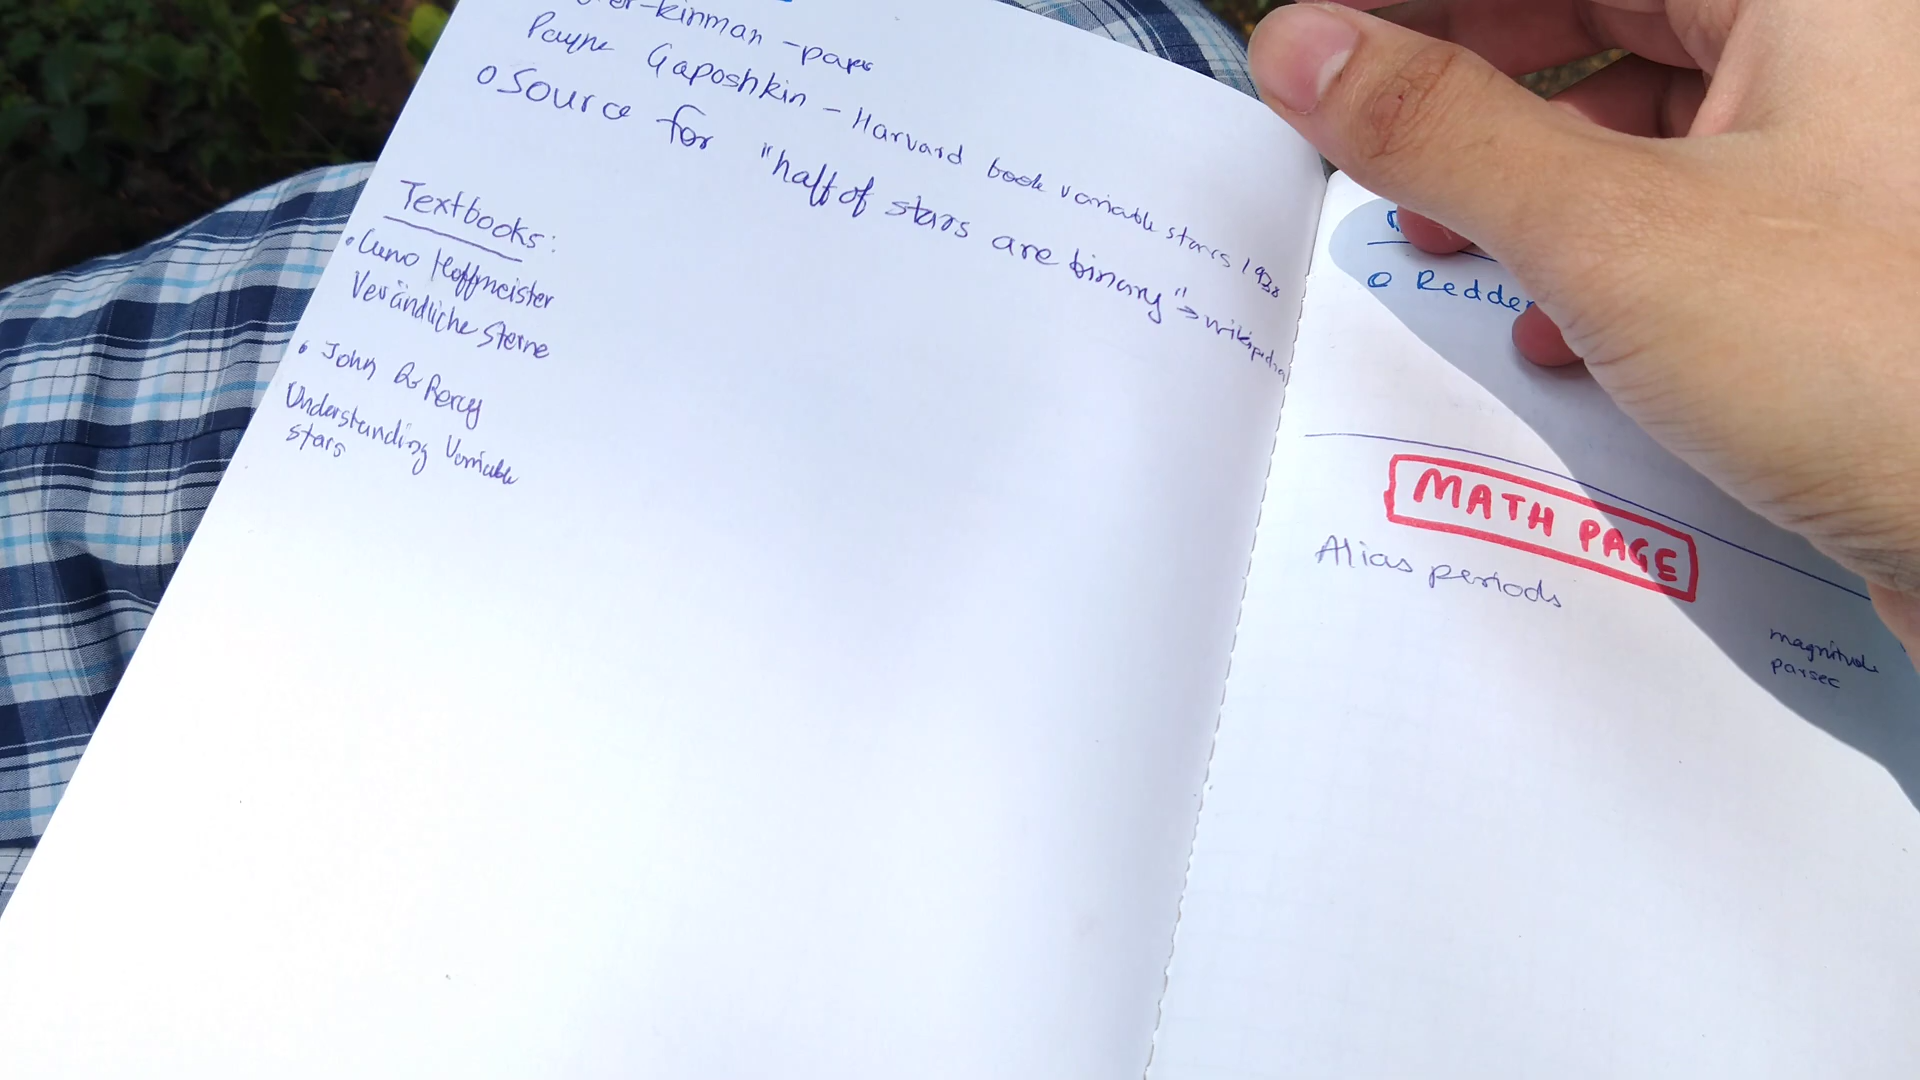 -kinman - paper
Payne Gaposhkin - Harvard book variable stars 1938
o Source for "half of stars are binary" → wikipedia
Textbooks:
• Cuno Hoffmeister
Verändliche Sterne
• John R Percy
Understanding Variable
stars
o Redden
MATH PAGE
Alias periods
magnitude
parsec